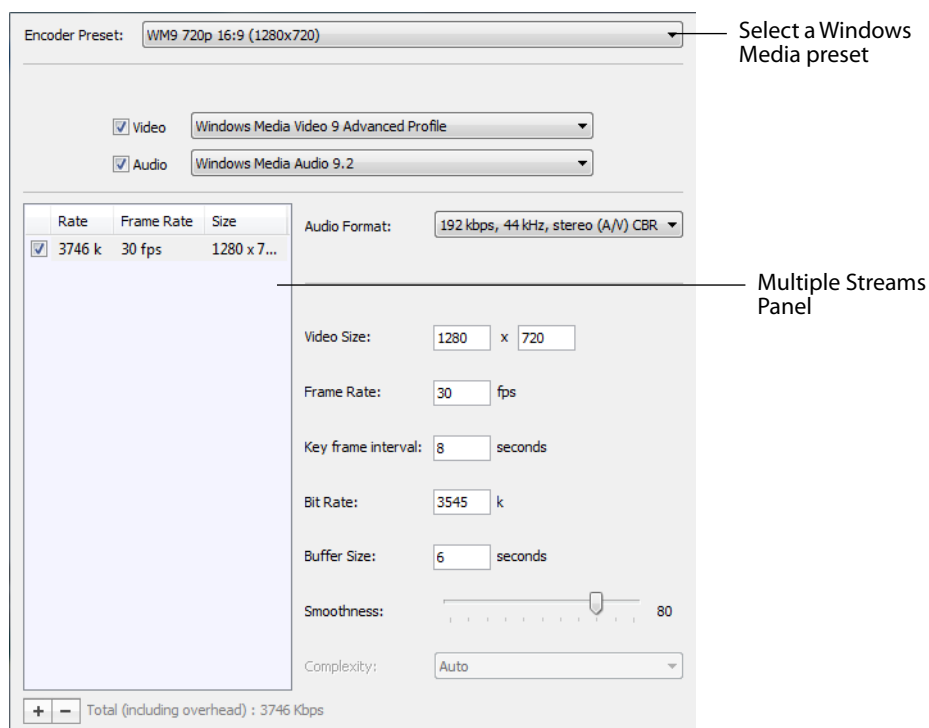 Encoder Preset: WM9 720p 16:9 (1280x720)
Select a Windows
Media preset
Video Windows Media Video 9 Advanced Profile
Audio Windows Media Audio 9.2
Rate Frame Rate Size
3746 k 30 fps 1280 x 7...
Audio Format: 192 kbps, 44 kHz, stereo (A/V) CBR
Multiple Streams
Panel
Video Size: 1280 x 720
Frame Rate: 30 fps
Key frame interval: 8 seconds
Bit Rate: 3545 k
Buffer Size: 6 seconds
Smoothness: 80
Complexity: Auto
+ − Total (including overhead) : 3746 Kbps